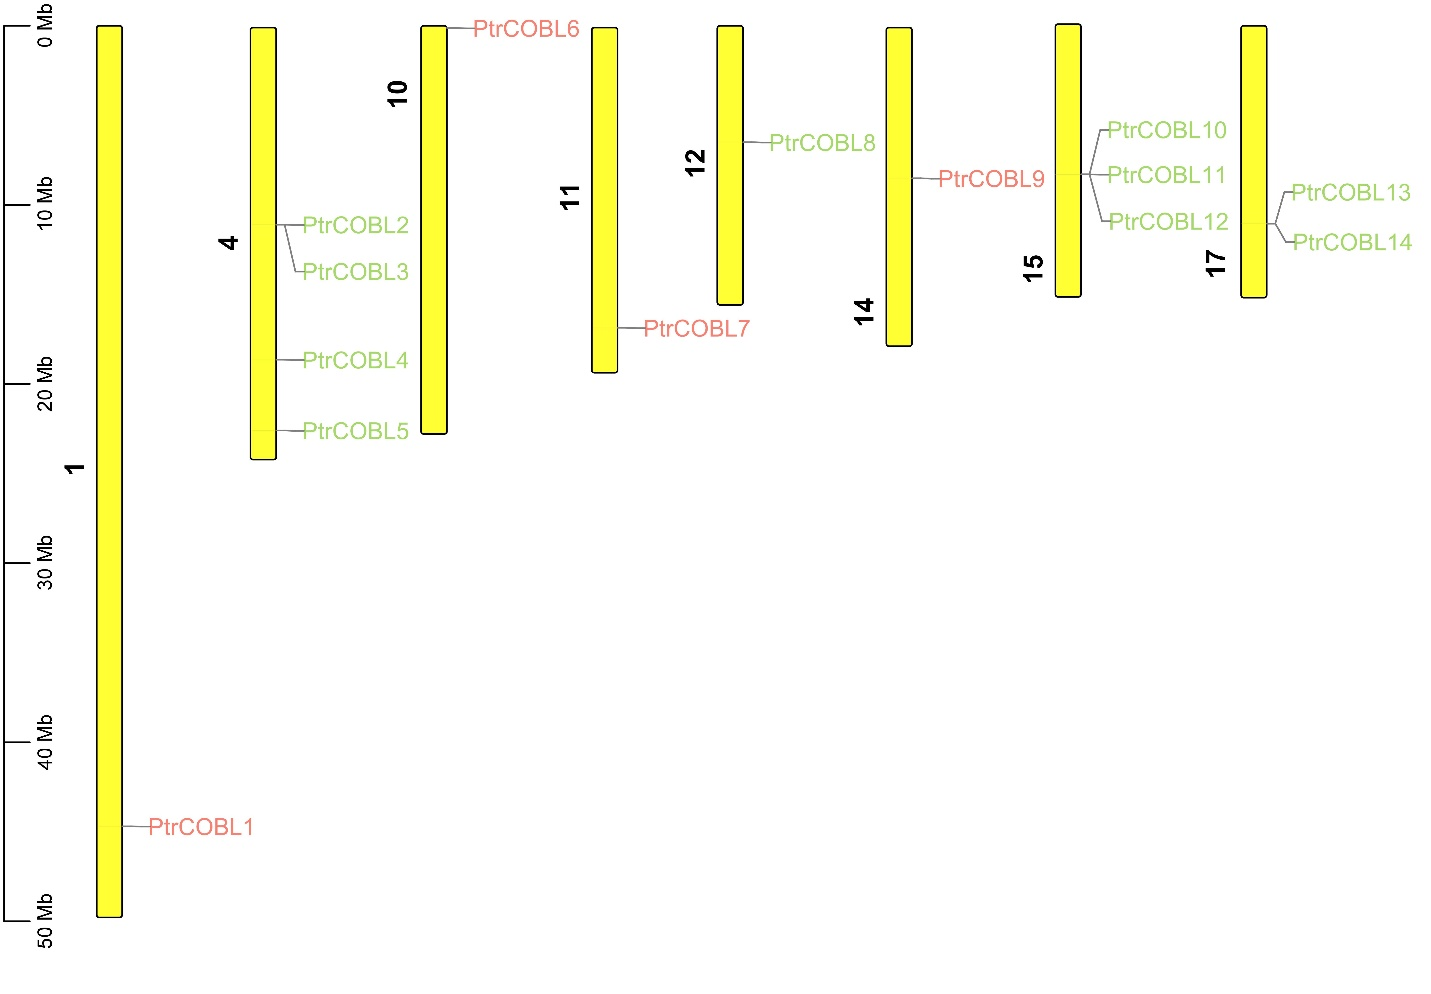 0 Mb
10 Mb
20 Mb
30 Mb
40 Mb
50 Mb
1
PtrCOBL1
4
PtrCOBL2
PtrCOBL3
PtrCOBL4
PtrCOBL5
10
PtrCOBL6
11
PtrCOBL7
12
PtrCOBL8
14
PtrCOBL9
15
PtrCOBL10
PtrCOBL11
PtrCOBL12
17
PtrCOBL13
PtrCOBL14